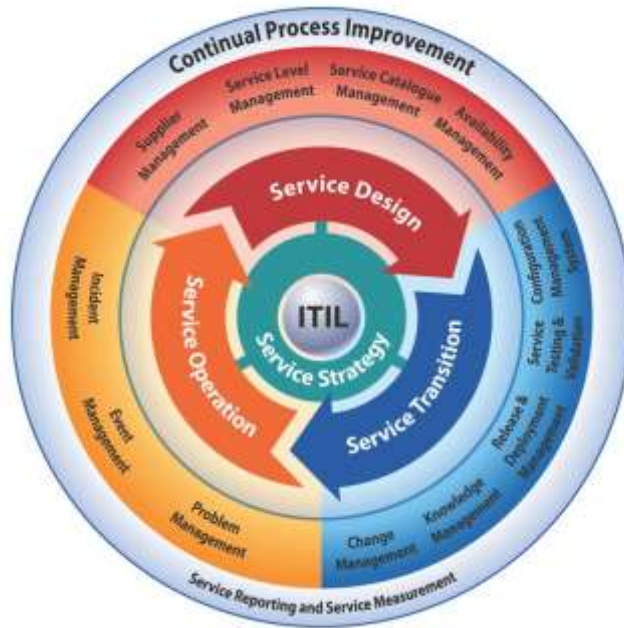 Continual Process Improvement
Supplier
Management
Service Level
Management
Service Catalogue
Management
Availability
Management
Configuration
Management
System
Service
Testing &
Validation
Release &
Deployment
Management
Knowledge
Management
Change
Management
Problem
Management
Event
Management
Incident
Management
Service Design
Service Transition
Service Operation
Service Strategy
ITIL
Service Reporting and Service Measurement